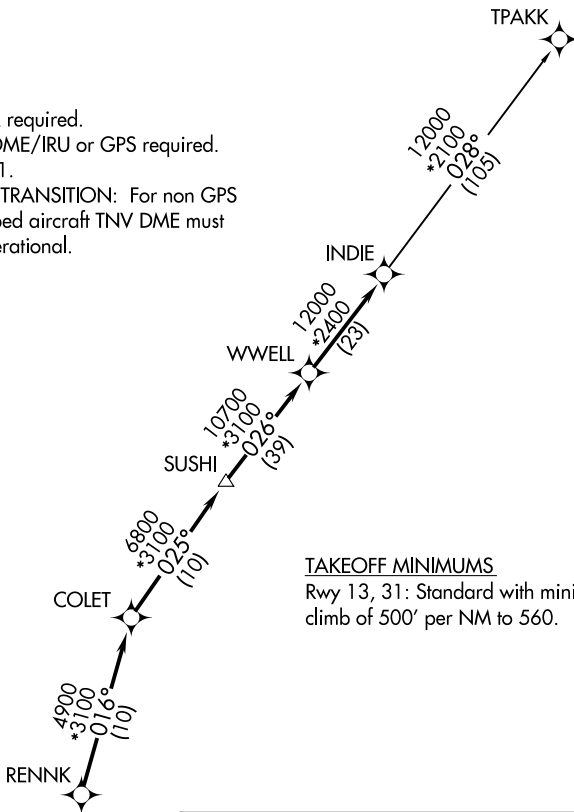 TPAKK
required.
DME/IRU or GPS required.
1.
TRANSITION: For non GPS
ped aircraft TNV DME must
erational.
12000
*2100
028°
(105)
INDIE
12000
*2400
(23)
WWELL
10700
*3100
026°
(39)
SUSHI
6800
*3100
025°
(10)
TAKEOFF MINIMUMS
Rwy 13, 31: Standard with mini
climb of 500' per NM to 560.
COLET
4900
*3100
016°
(10)
RENNK